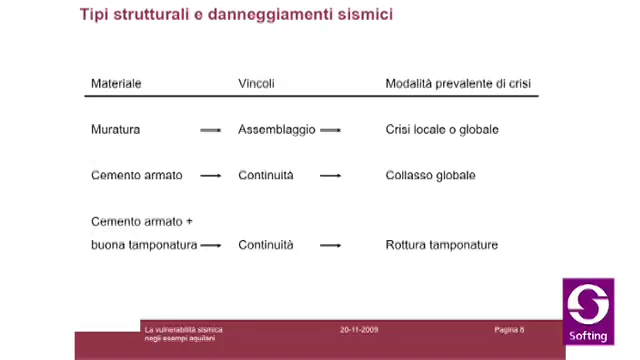 Tipi strutturali e danneggiamenti sismici
Materiale Vincoli Modalità prevalente di crisi
Muratura Assemblaggio Crisi locale o globale
Cemento armato Continuità Collasso globale
Cemento armato +
buona tamponatura Continuità Rottura tamponature
La vulnerabilità sismica
negli esempi aquilani
20-11-2009
Pagina 8
Softing